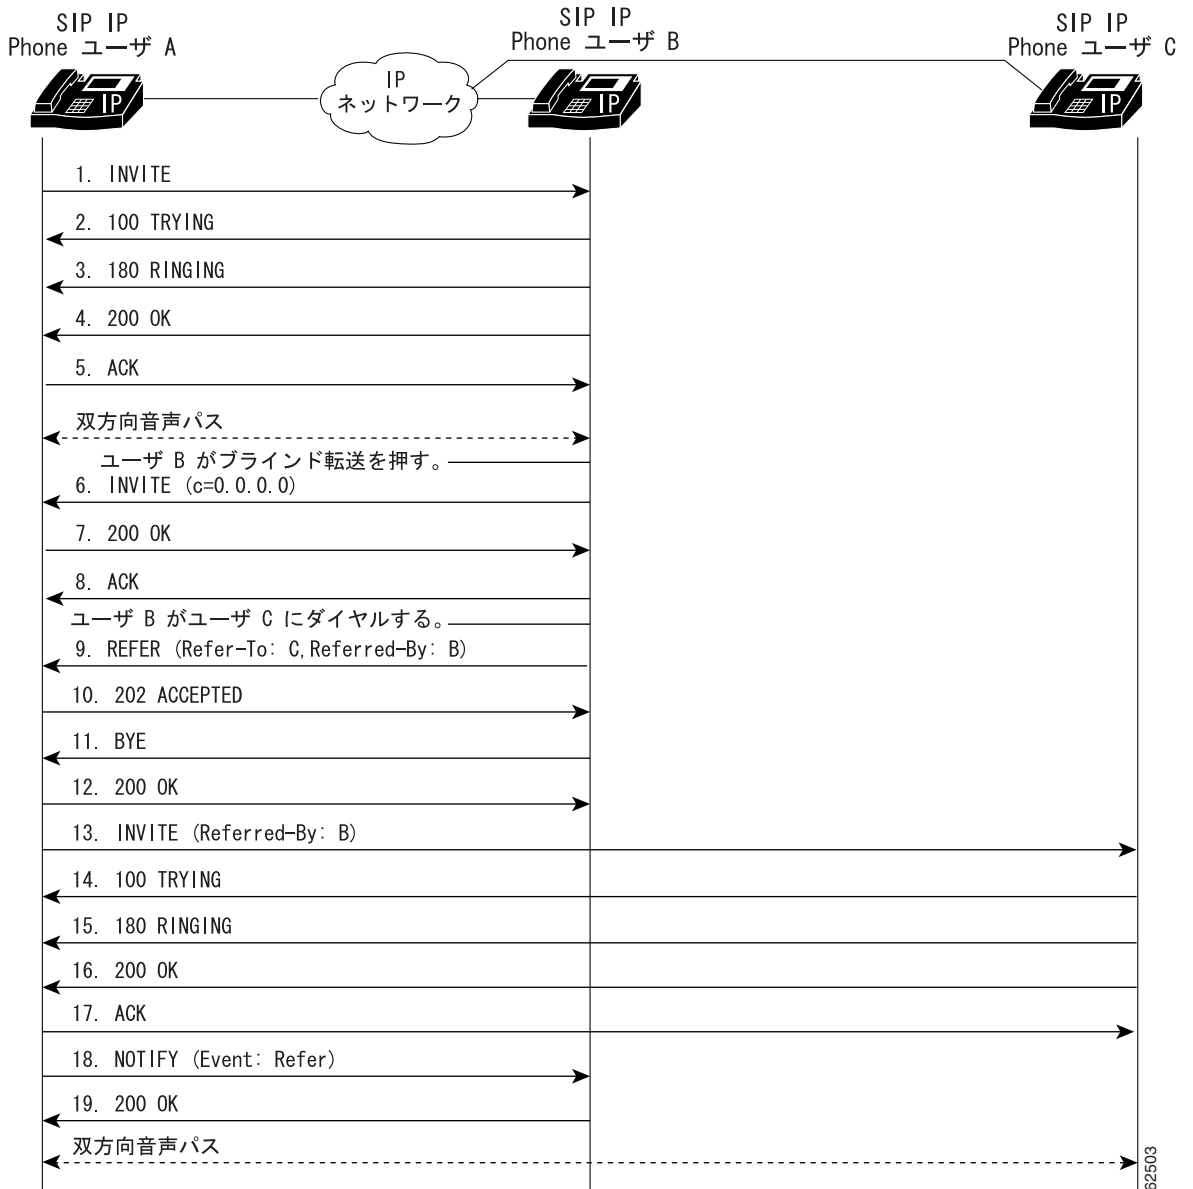 SIP IP
Phone ユーザ A
SIP IP
Phone ユーザ B
SIP IP
Phone ユーザ C
IP
IP
ネットワーク
IP
IP
1. INVITE
2. 100 TRYING
3. 180 RINGING
4. 200 OK
5. ACK
双方向音声パス
ユーザ B がブラインド転送を押す。
6. INVITE (c=0.0.0.0)
7. 200 OK
8. ACK
ユーザ B がユーザ C にダイヤルする。
9. REFER (Refer-To: C,Referred-By: B)
10. 202 ACCEPTED
11. BYE
12. 200 OK
13. INVITE (Referred-By: B)
14. 100 TRYING
15. 180 RINGING
16. 200 OK
17. ACK
18. NOTIFY (Event: Refer)
19. 200 OK
双方向音声パス
62503